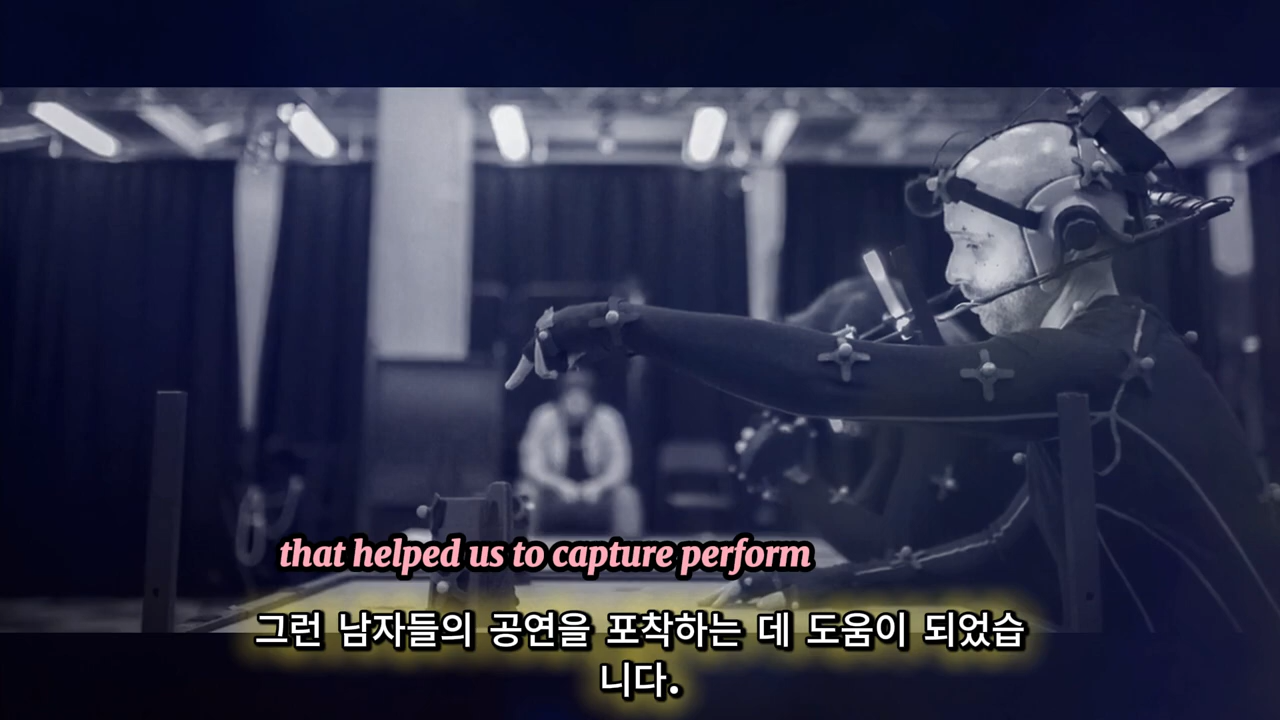 that helped us to capture perform
그런 남자들의 공연을 포착하는 데 도움이 되었습
니다.